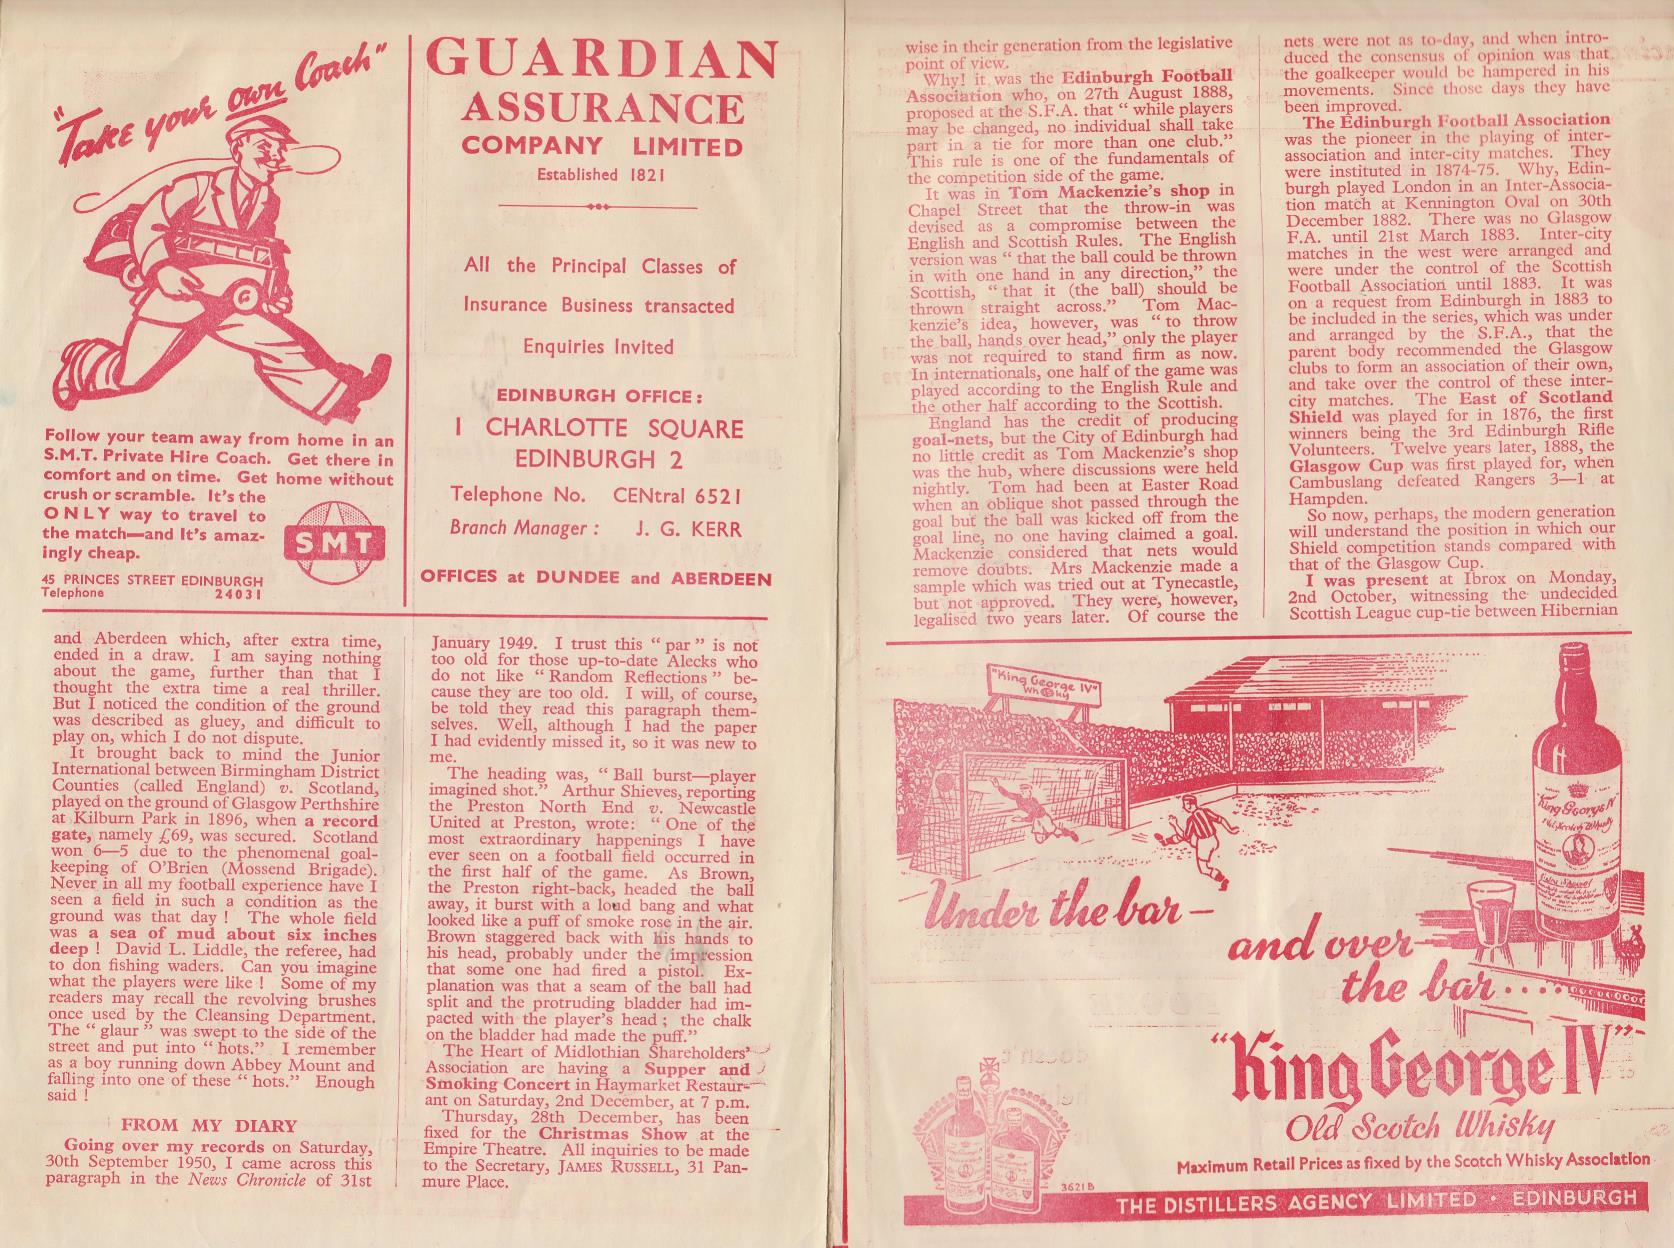 "Take your own Coach"
Follow your team away from home in an
S.M.T. Private Hire Coach. Get there in
comfort and on time. Get home without
crush or scramble. It's the
ONLY way to travel to
the match—and It's amaz-
ingly cheap.
SMT
45 PRINCES STREET EDINBURGH
Telephone 24031
GUARDIAN
ASSURANCE
COMPANY LIMITED
Established 1821
All the Principal Classes of
Insurance Business transacted
Enquiries Invited
EDINBURGH OFFICE:
1 CHARLOTTE SQUARE
EDINBURGH 2
Telephone No. CENtral 6521
Branch Manager: J. G. KERR
OFFICES at DUNDEE and ABERDEEN
and Aberdeen which, after extra time,
ended in a draw. I am saying nothing
about the game, further than that I
thought the extra time a real thriller.
But I noticed the condition of the ground
was described as gluey, and difficult to
play on, which I do not dispute.
It brought back to mind the Junior
International between Birmingham District
Counties (called England) v. Scotland,
played on the ground of Glasgow Perthshire
at Kilburn Park in 1896, when a record
gate, namely £69, was secured. Scotland
won 6—5 due to the phenomenal goal-
keeping of O'Brien (Mossend Brigade).
Never in all my football experience have I
seen a field in such a condition as the
ground was that day ! The whole field
was a sea of mud about six inches
deep ! David L. Liddle, the referee, had
to don fishing waders. Can you imagine
what the players were like ! Some of my
readers may recall the revolving brushes
once used by the Cleansing Department.
The " glaur " was swept to the side of the
street and put into " hots." I remember
as a boy running down Abbey Mount and
falling into one of these " hots." Enough
said !
FROM MY DIARY
Going over my records on Saturday,
30th September 1950, I came across this
paragraph in the News Chronicle of 31st
January 1949. I trust this " par " is not
too old for those up-to-date Alecks who
do not like " Random Reflections " be-
cause they are too old. I will, of course,
be told they read this paragraph them-
selves. Well, although I had the paper
I had evidently missed it, so it was new to
me.
The heading was, " Ball burst—player
imagined shot." Arthur Shieves, reporting
the Preston North End v. Newcastle
United at Preston, wrote: " One of the
most extraordinary happenings I have
ever seen on a football field occurred in
the first half of the game. As Brown,
the Preston right-back, headed the ball
away, it burst with a loud bang and what
looked like a puff of smoke rose in the air.
Brown staggered back with his hands to
his head, probably under the impression
that some one had fired a pistol. Ex-
planation was that a seam of the ball had
split and the protruding bladder had im-
pacted with the player's head ; the chalk
on the bladder had made the puff."
The Heart of Midlothian Shareholders'
Association are having a Supper and
Smoking Concert in Haymarket Restaur-
ant on Saturday, 2nd December, at 7 p.m.
Thursday, 28th December, has been
fixed for the Christmas Show at the
Empire Theatre. All inquiries to be made
to the Secretary, JAMES RUSSELL, 31 Pan-
mure Place.
wise in their generation from the legislative
point of view.
Why! it was the Edinburgh Football
Association who, on 27th August 1888,
proposed at the S.F.A. that " while players
may be changed, no individual shall take
part in a tie for more than one club."
This rule is one of the fundamentals of
the competition side of the game.
It was in Tom Mackenzie's shop in
Chapel Street that the throw-in was
devised as a compromise between the
English and Scottish Rules. The English
version was " that the ball could be thrown
in with one hand in any direction," the
Scottish, " that it (the ball) should be
thrown straight across." Tom Mac-
kenzie's idea, however, was " to throw
the ball, hands over head," only the player
was not required to stand firm as now.
In internationals, one half of the game was
played according to the English Rule and
the other half according to the Scottish.
England has the credit of producing
goal-nets, but the City of Edinburgh had
no little credit as Tom Mackenzie's shop
was the hub, where discussions were held
nightly. Tom had been at Easter Road
when an oblique shot passed through the
goal but the ball was kicked off from the
goal line, no one having claimed a goal.
Mackenzie considered that nets would
remove doubts. Mrs Mackenzie made a
sample which was tried out at Tynecastle,
but not approved. They were, however,
legalised two years later. Of course the
nets were not as to-day, and when intro-
duced the consensus of opinion was that
the goalkeeper would be hampered in his
movements. Since those days they have
been improved.
The Edinburgh Football Association
was the pioneer in the playing of inter-
association and inter-city matches. They
were instituted in 1874-75. Why, Edin-
burgh played London in an Inter-Associa-
tion match at Kennington Oval on 30th
December 1882. There was no Glasgow
F.A. until 21st March 1883. Inter-city
matches in the west were arranged and
were under the control of the Scottish
Football Association until 1883. It was
on a request from Edinburgh in 1883 to
be included in the series, which was under
and arranged by the S.F.A., that the
parent body recommended the Glasgow
clubs to form an association of their own,
and take over the control of these inter-
city matches. The East of Scotland
Shield was played for in 1876, the first
winners being the 3rd Edinburgh Rifle
Volunteers. Twelve years later, 1888, the
Glasgow Cup was first played for, when
Cambuslang defeated Rangers 3—1 at
Hampden.
So now, perhaps, the modern generation
will understand the position in which our
Shield competition stands compared with
that of the Glasgow Cup.
I was present at Ibrox on Monday,
2nd October, witnessing the undecided
Scottish League cup-tie between Hibernian
"King George IV"
Whisky
King George IV
Old Scotch Whisky
Under the bar—
and over
the bar....
"King George IV"
Old Scotch Whisky
Maximum Retail Prices as fixed by the Scotch Whisky Association
3621B
THE DISTILLERS AGENCY LIMITED · EDINBURGH